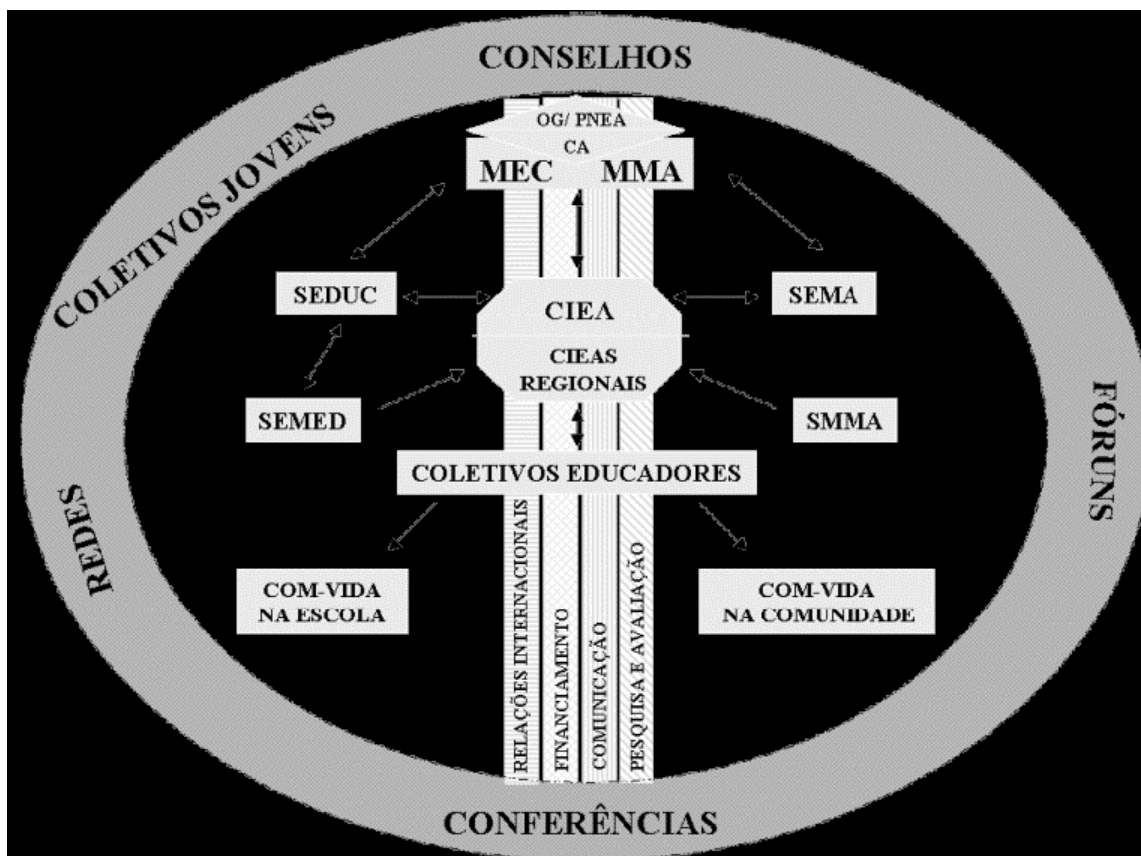 CONSELHOS
COLETIVOS JOVENS
OG/ PNEA
CA
MEC MMA
SEDUC
CIEA
SEMA
CIEAS
REGIONAIS
SEMED
SMMA
FÓRUNS
REDES
COLETIVOS EDUCADORES
COM-VIDA
NA ESCOLA
RELAÇÕES INTERNACIONAIS
FINANCIAMENTO
COMUNICAÇÃO
PESQUISA E AVALIAÇÃO
COM-VIDA
NA COMUNIDADE
CONFERÊNCIAS